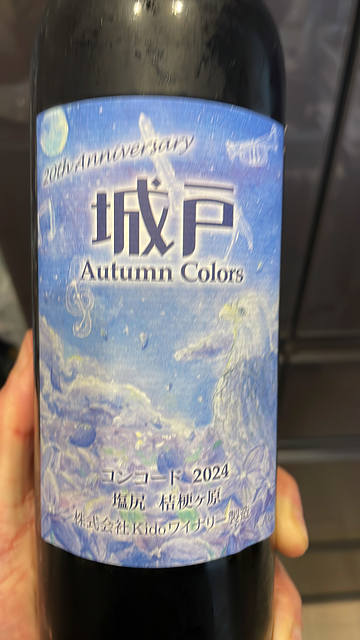 20th Anniversary
城戸
Autumn Colors
コンコード 2024
塩尻 桔梗ヶ原
株式会社Kidoワイナリー製造